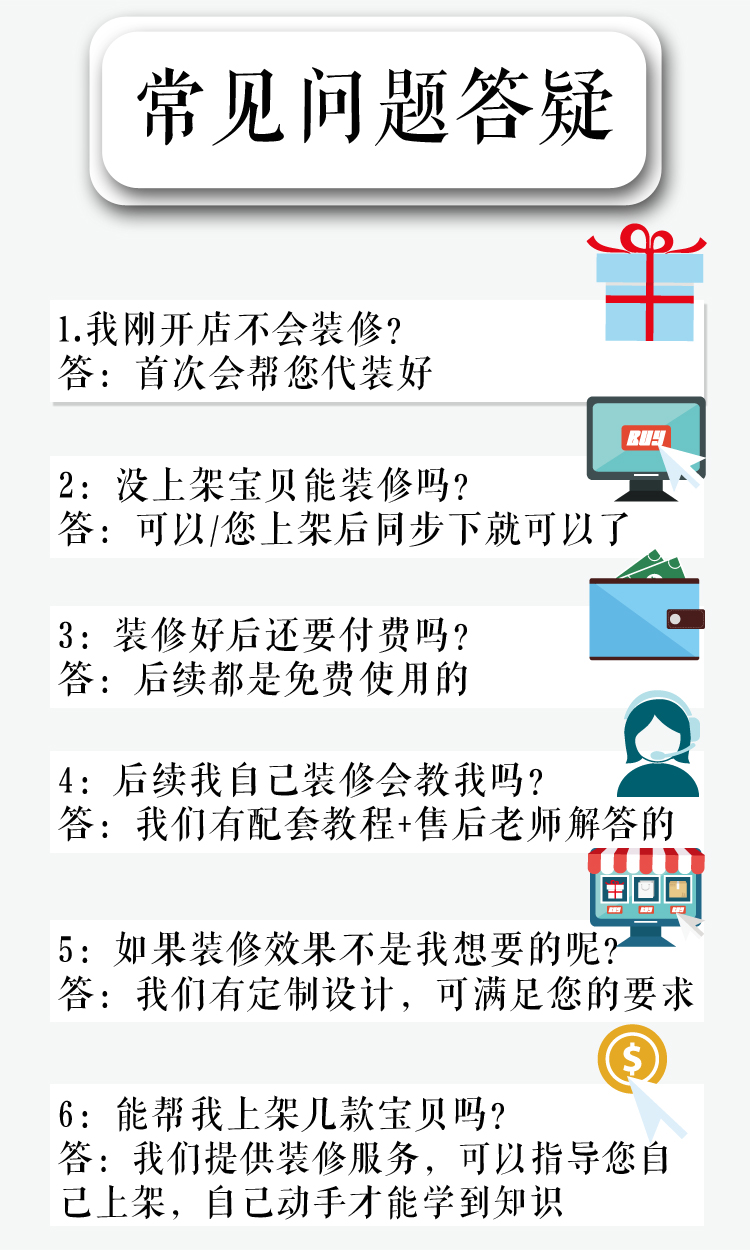 常见问题答疑
1.我刚开店不会装修?
答：首次会帮您代装好
BUY
2：没上架宝贝能装修吗?
答：可以/您上架后同步下就可以了
3：装修好后还要付费吗?
答：后续都是免费使用的
4：后续我自己装修会教我吗?
答：我们有配套教程+售后老师解答的
BUY BUY BUY
5：如果装修效果不是我想要的呢?
答：我们有定制设计，可满足您的要求
$
6：能帮我上架几款宝贝吗?
答：我们提供装修服务，可以指导您自
己上架，自己动手才能学到知识